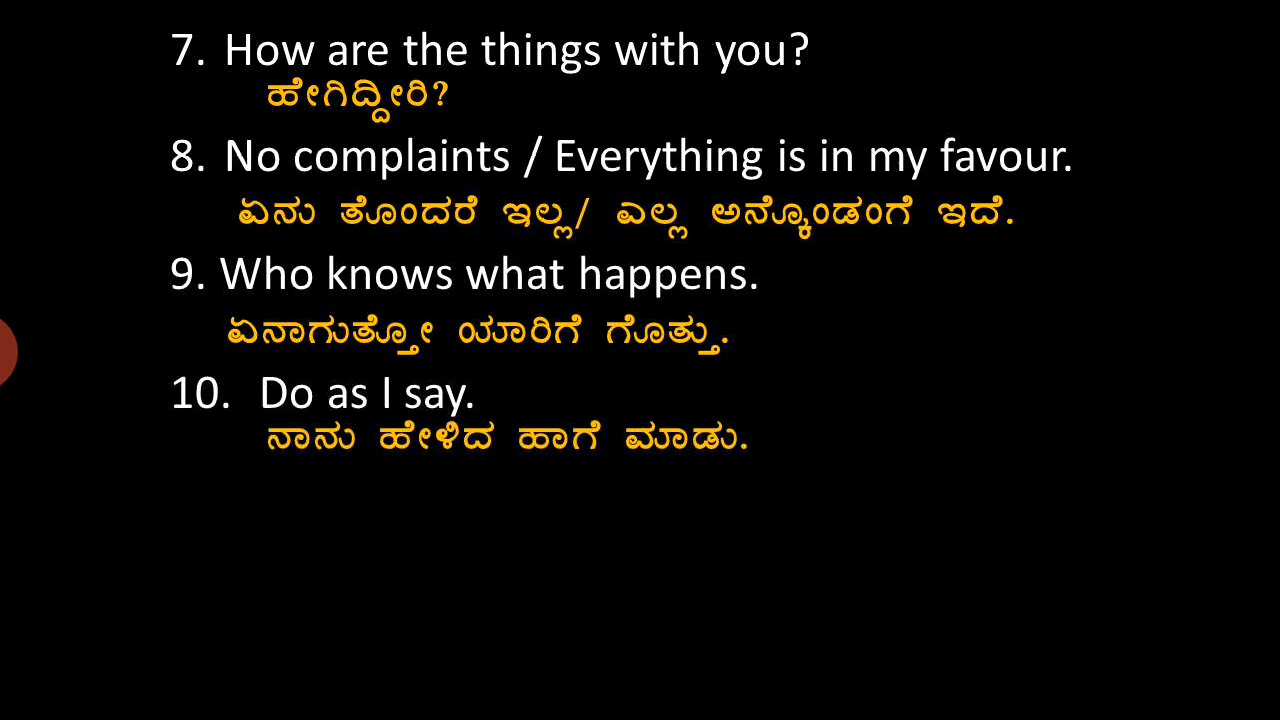 7. How are the things with you?
ಹೇಗಿದ್ದೀರಿ?
8. No complaints / Everything is in my favour.
ಏನು ತೊಂದರೆ ಇಲ್ಲ/ ಎಲ್ಲ ಅನ್ಕೊಂಡಂಗೆ ಇದೆ.
9. Who knows what happens.
ಏನಾಗುತ್ತೋ ಯಾರಿಗೆ ಗೊತ್ತು.
10. Do as I say.
ನಾನು ಹೇಳಿದ ಹಾಗೆ ಮಾಡು.